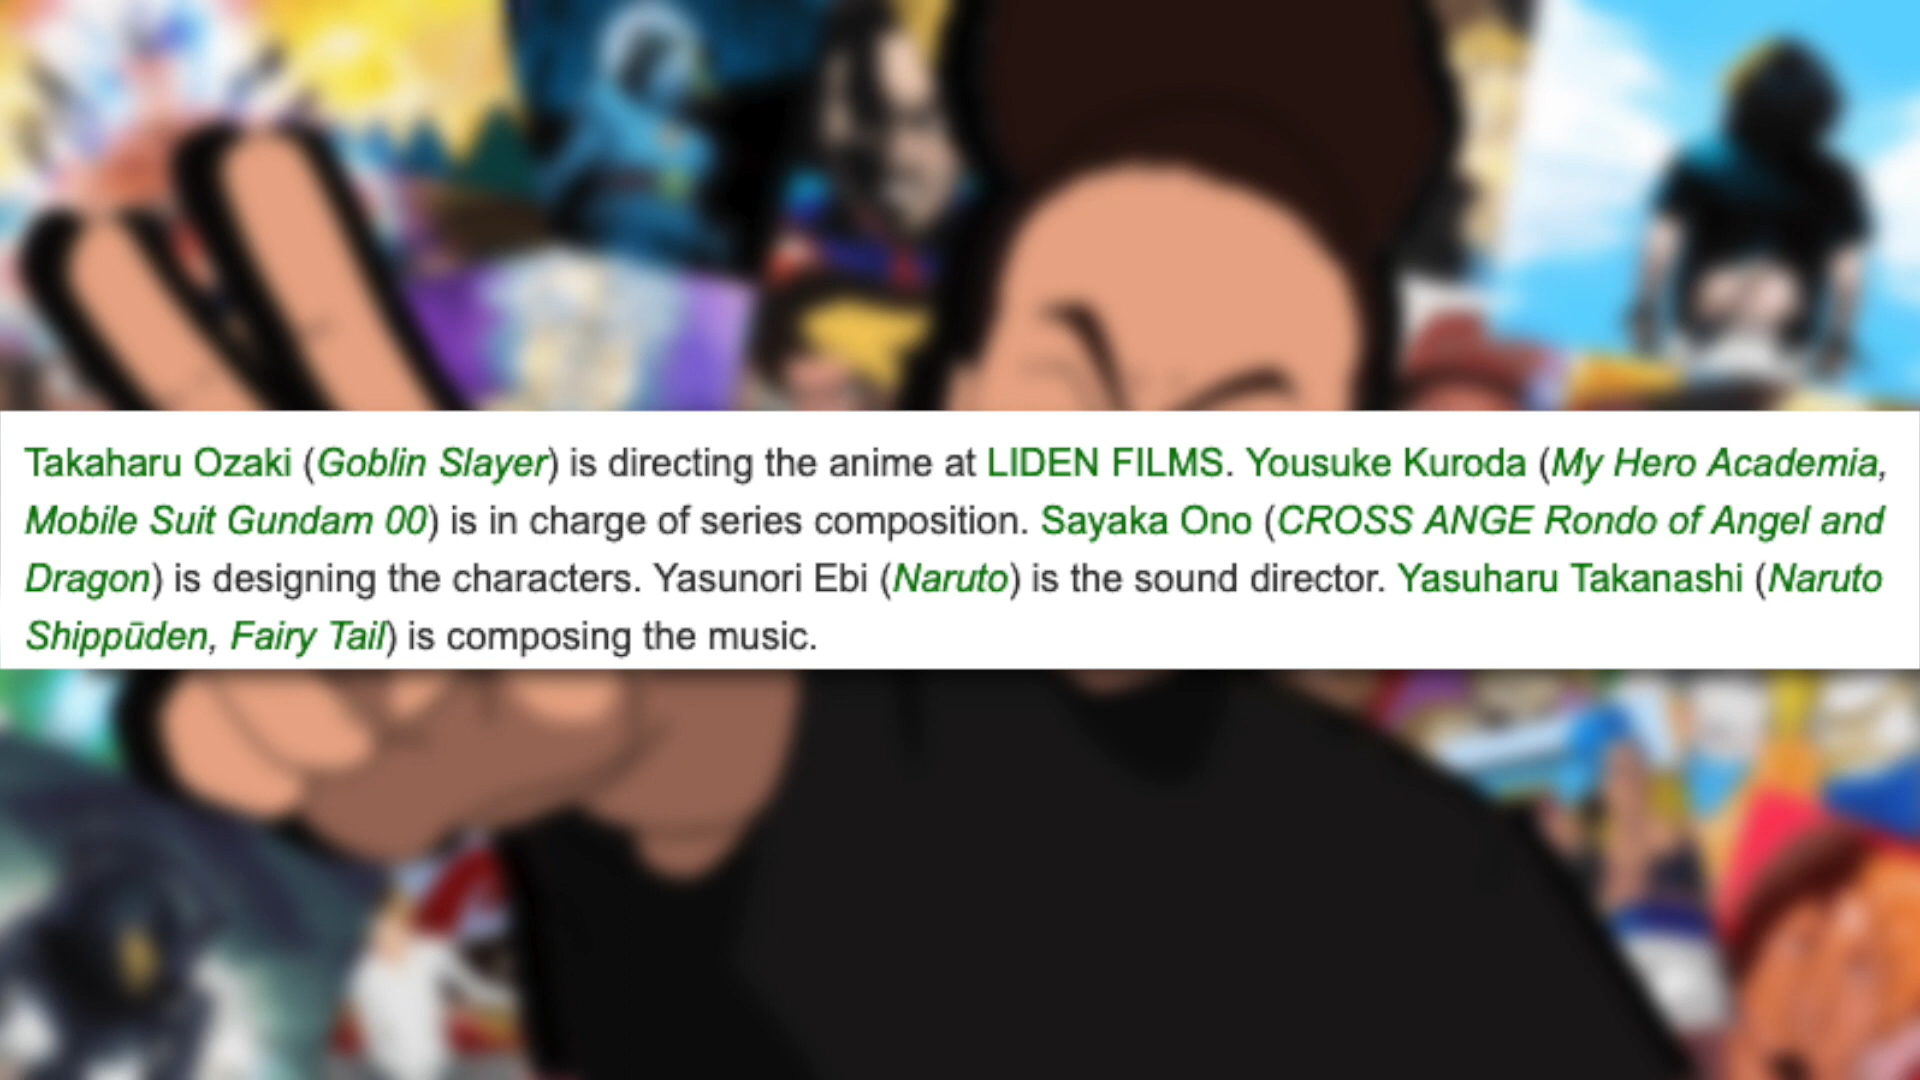 Takaharu Ozaki (Goblin Slayer) is directing the anime at LIDEN FILMS. Yousuke Kuroda (My Hero Academia,
Mobile Suit Gundam 00) is in charge of series composition. Sayaka Ono (CROSS ANGE Rondo of Angel and
Dragon) is designing the characters. Yasunori Ebi (Naruto) is the sound director. Yasuharu Takanashi (Naruto
Shippūden, Fairy Tail) is composing the music.